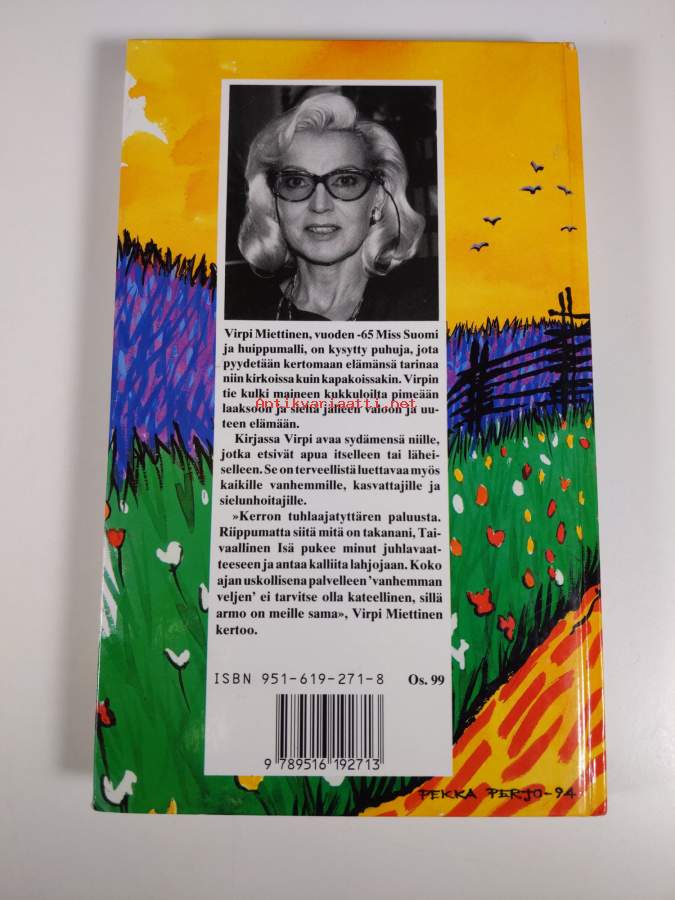 Virpi Miettinen, vuoden -65 Miss Suomi
ja huippumalli, on kysytty puhuja, jota
pyydetään kertomaan elämänsä tarinaa
niin kirkoissa kuin kapakoissakin. Virpin
tie kulki maineen kukkuloilta pimeään
Antikvariaatti.net
laaksoon ja sieltä jälleen valoon ja uu-
teen elämään.
Kirjassa Virpi avaa sydämensä niille,
jotka etsivät apua itselleen tai lähei-
selleen. Se on terveellistä luettavaa myös
kaikille vanhemmille, kasvattajille ja
sielunhoitajille.
»Kerron tuhlaajatyttären paluusta.
Riippumatta siitä mitä on takanani, Tai-
vaallinen Isä pukee minut juhlavaat-
teeseen ja antaa kalliita lahjojaan. Koko
ajan uskollisena palvelleen 'vanhemman
veljen' ei tarvitse olla kateellinen, sillä
armo on meille sama», Virpi Miettinen
kertoo.
ISBN 951-619-271-8 Os. 99
9 789516 192713
PEKKA PERJO-94